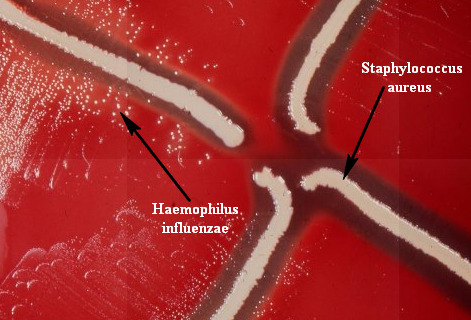 Staphylococcus
aureus
Haemophilus
influenzae